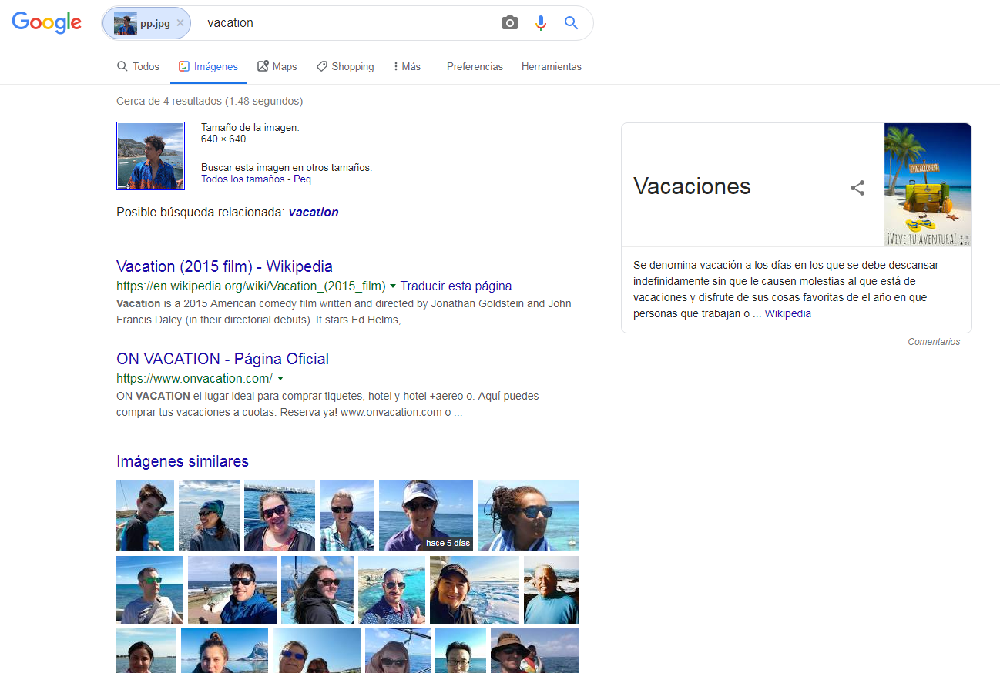 Google
pp.jpg × vacation
Todos Imágenes Maps Shopping Más Preferencias Herramientas
Cerca de 4 resultados (1.48 segundos)
Tamaño de la imagen:
640 × 640
Buscar esta imagen en otros tamaños:
Todos los tamaños - Peq.
Posible búsqueda relacionada: vacation
Vacation (2015 film) - Wikipedia
https://en.wikipedia.org/wiki/Vacation_(2015_film) Traducir esta página
Vacation is a 2015 American comedy film written and directed by Jonathan Goldstein and John
Francis Daley (in their directorial debuts). It stars Ed Helms, ...
ON VACATION - Página Oficial
https://www.onvacation.com/
ON VACATION el lugar ideal para comprar tiquetes, hotel y hotel +aereo o. Aquí puedes
comprar tus vacaciones a cuotas. Reserva ya! www.onvacation.com o ...
Imágenes similares
hace 5 días
Vacaciones
¡VACACIONES!
¡VIVE TU AVENTURA!
Se denomina vacación a los días en los que se debe descansar
indefinidamente sin que le causen molestias al que está de
vacaciones y disfrute de sus cosas favoritas de el año en que
personas que trabajan o ... Wikipedia
Comentarios